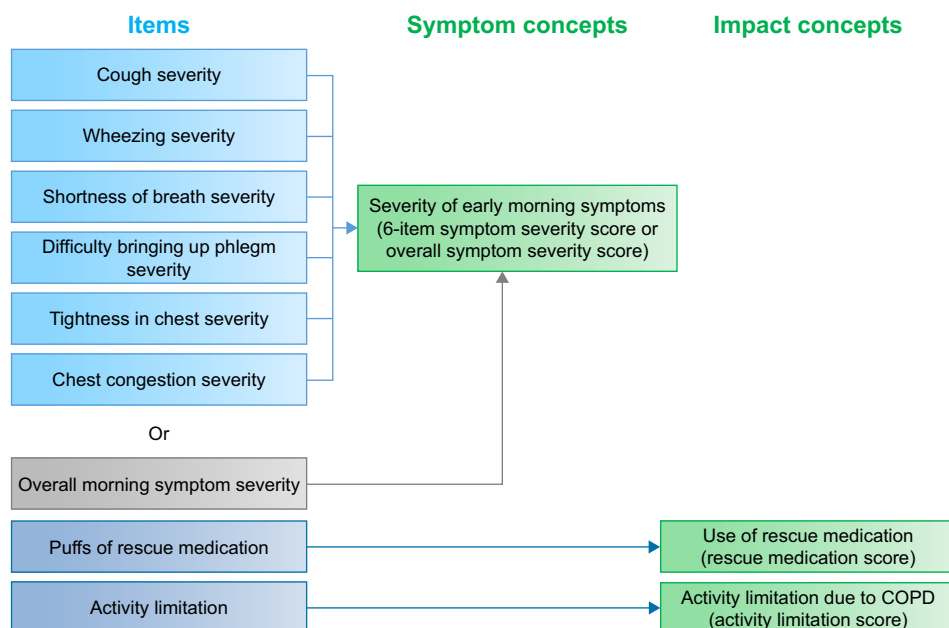 Items
Symptom concepts
Impact concepts
Cough severity
Wheezing severity
Shortness of breath severity
Difficulty bringing up phlegm
severity
Tightness in chest severity
Chest congestion severity
Or
Overall morning symptom severity
Puffs of rescue medication
Activity limitation
Severity of early morning symptoms
(6-item symptom severity score or
overall symptom severity score)
Use of rescue medication
(rescue medication score)
Activity limitation due to COPD
(activity limitation score)